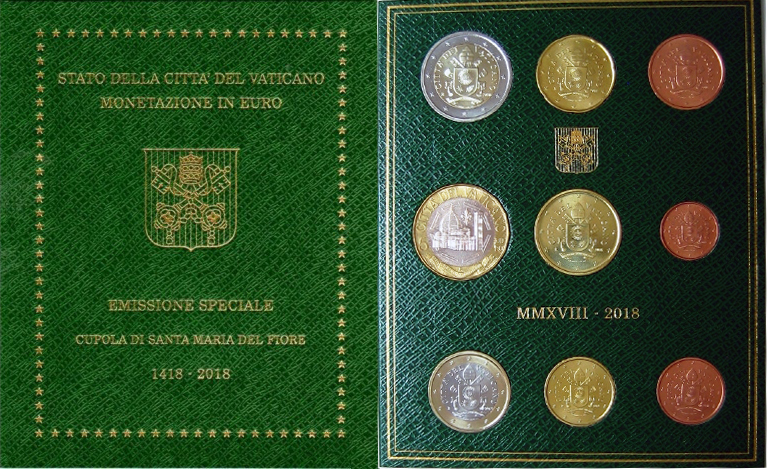 STATO DELLA CITTA' DEL VATICANO
MONETAZIONE IN EURO
EMISSIONE SPECIALE
CUPOLA DI SANTA MARIA DEL FIORE
1418 - 2018
MMXVIII - 2018